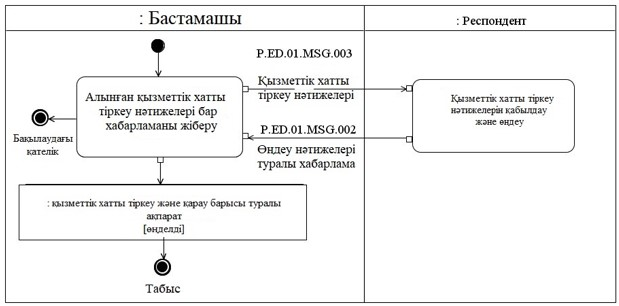 : Бастамашы
: Респондент
P.ED.01.MSG.003
Қызметтік хатты
тіркеу нәтижелері
Алынған қызметтік хатты
тіркеу нәтижелері бар
хабарламаны жіберу
Қызметтік хатты тіркеу
нәтижелерін қабылдау
және өңдеу
Бақылаудағы
қателік
P.ED.01.MSG.002
Өңдеу нәтижелері
туралы хабарлама
: қызметтік хатты тіркеу және қарау барысы туралы
ақпарат
[өңделді]
Табыс